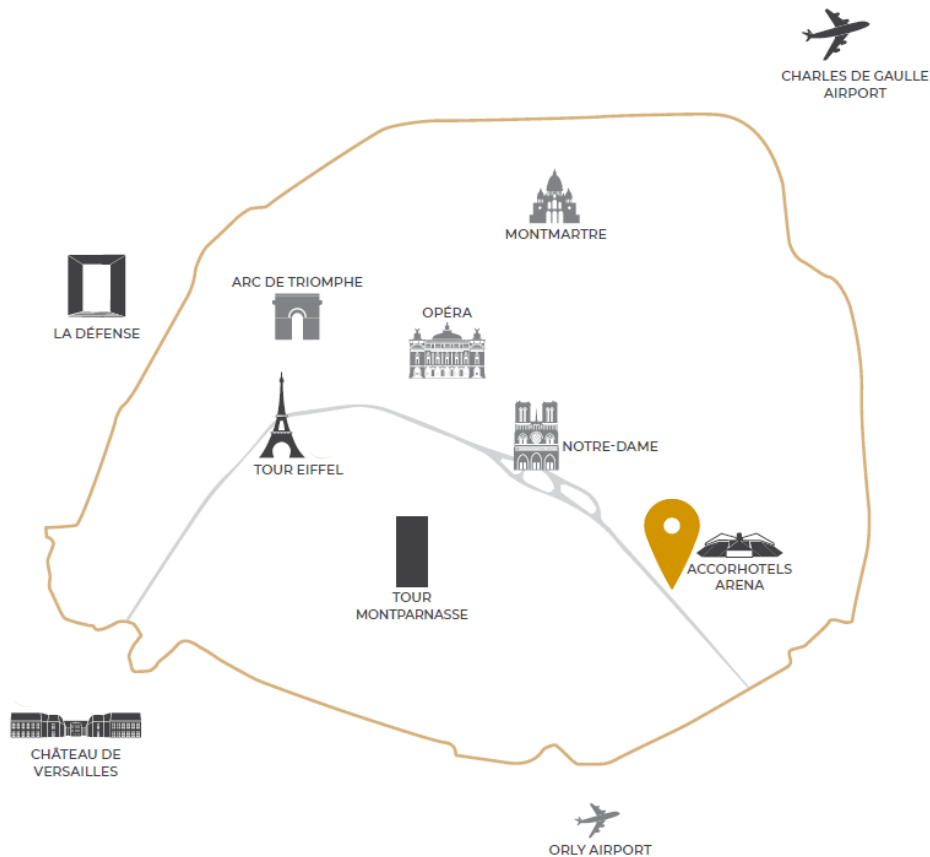 CHARLES DE GAULLE
AIRPORT
MONTMARTRE
ARC DE TRIOMPHE
OPÉRA
LA DÉFENSE
NOTRE-DAME
TOUR EIFFEL
ACCORHOTELS
ARENA
TOUR
MONTPARNASSE
CHÂTEAU DE
VERSAILLES
ORLY AIRPORT